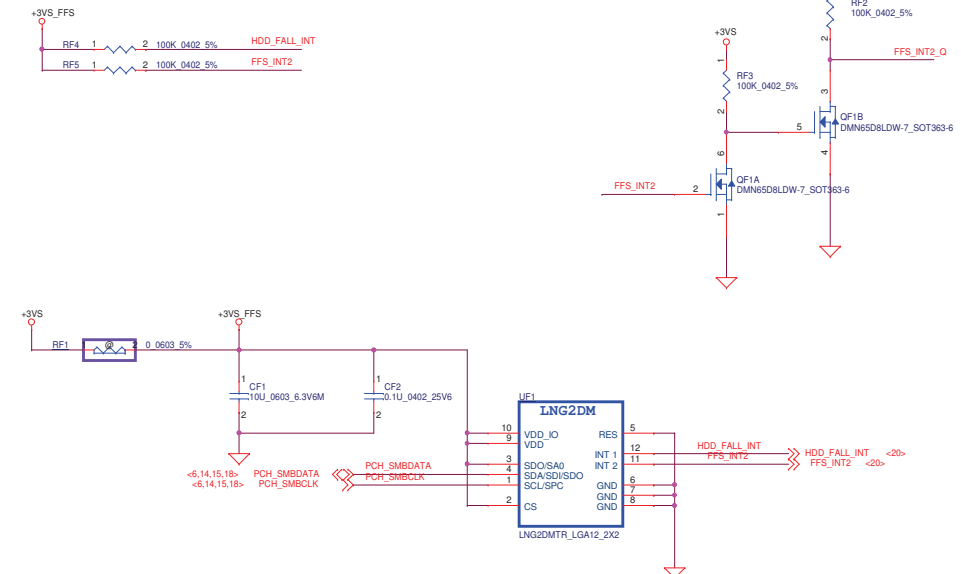 +3VS_FFS
RF4 1 2 100K_0402_5% HDD_FALL_INT
RF5 1 2 100K_0402_5% FFS_INT2
RF2
100K_0402_5%
2
FFS_INT2_Q
+3VS
1
RF3
100K_0402_5%
2
3
5
QF1B
DMN65D8LDW-7_SOT363-6
4
6
FFS_INT2 2
QF1A
DMN65D8LDW-7_SOT363-6
1
+3VS
+3VS_FFS
RF1 1 @ 2 0_0603_5%
1
CF1
10U_0603_6.3V6M
2
1
CF2
0.1U_0402_25V6
2
UF1
LNG2DM
10 VDD_IO RES 5
9 VDD
INT 1 12 HDD_FALL_INT HDD_FALL_INT <20>
3 SDO/SA0 INT 2 11 FFS_INT2 FFS_INT2 <20>
<6,14,15,18> PCH_SMBDATA PCH_SMBDATA 4 SDA/SDI/SDO
<6,14,15,18> PCH_SMBCLK PCH_SMBCLK 1 SCL/SPC GND 6
GND 7
2 CS GND 8
LNG2DMTR_LGA12_2X2